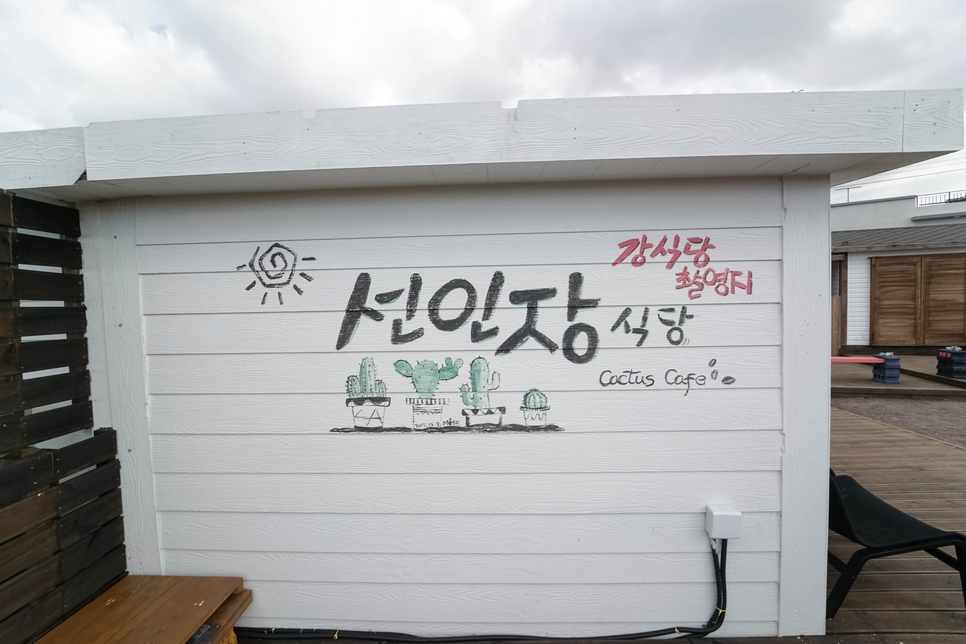 강식당
촬영지
선인장 식당
Cactus Cafe